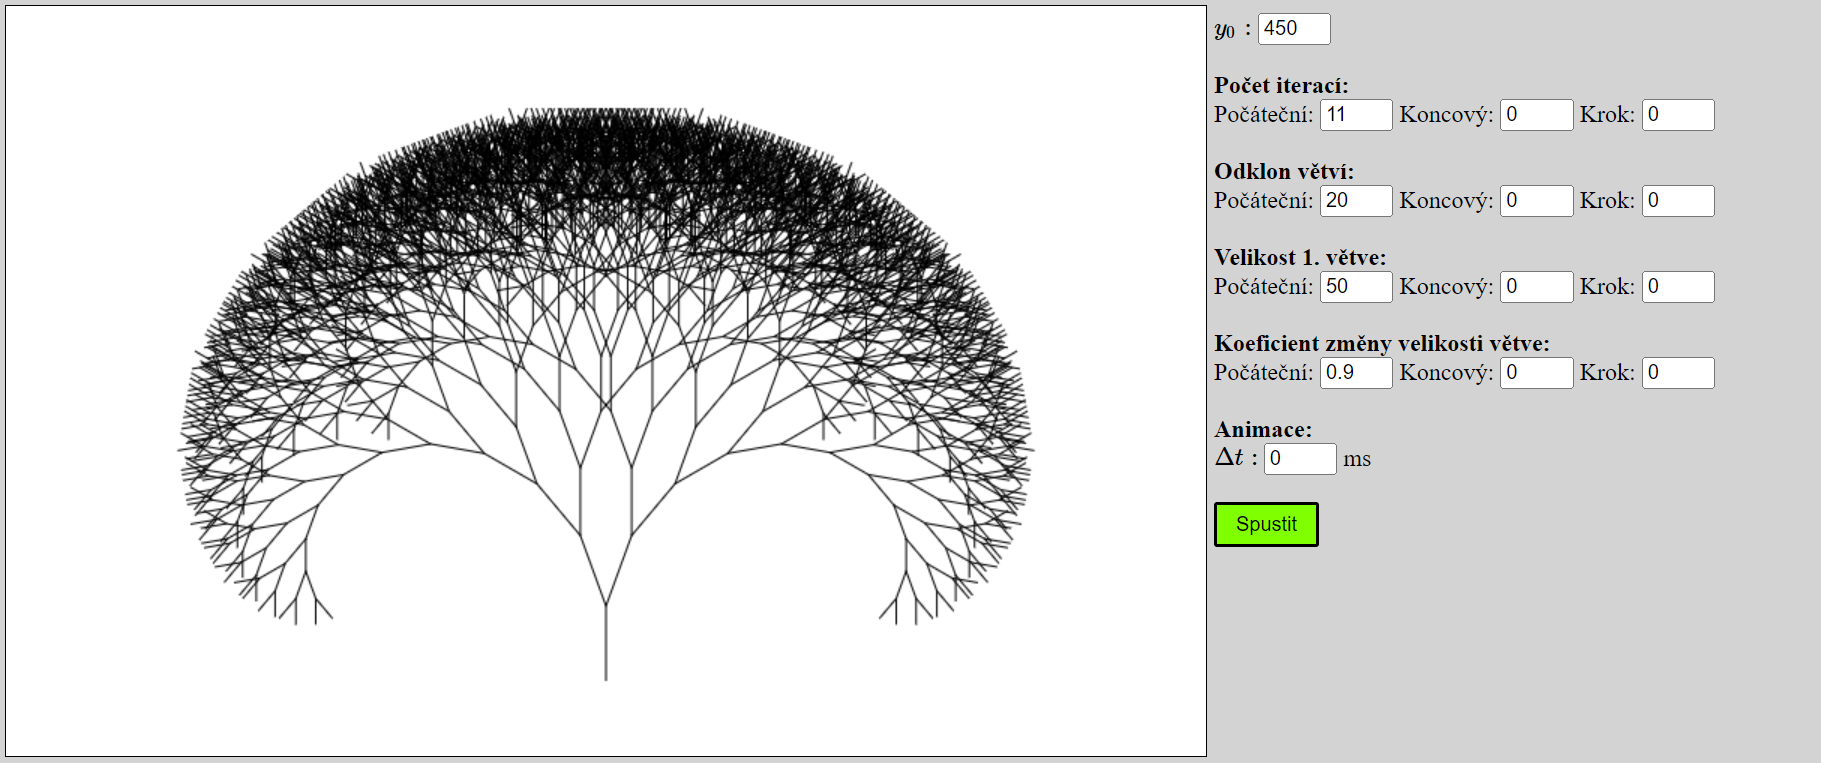 y₀ : 450
Počet iterací:
Počáteční: 11 Koncový: 0 Krok: 0
Odklon větví:
Počáteční: 20 Koncový: 0 Krok: 0
Velikost 1. větve:
Počáteční: 50 Koncový: 0 Krok: 0
Koeficient změny velikosti větve:
Počáteční: 0.9 Koncový: 0 Krok: 0
Animace:
Δt : 0 ms
Spustit